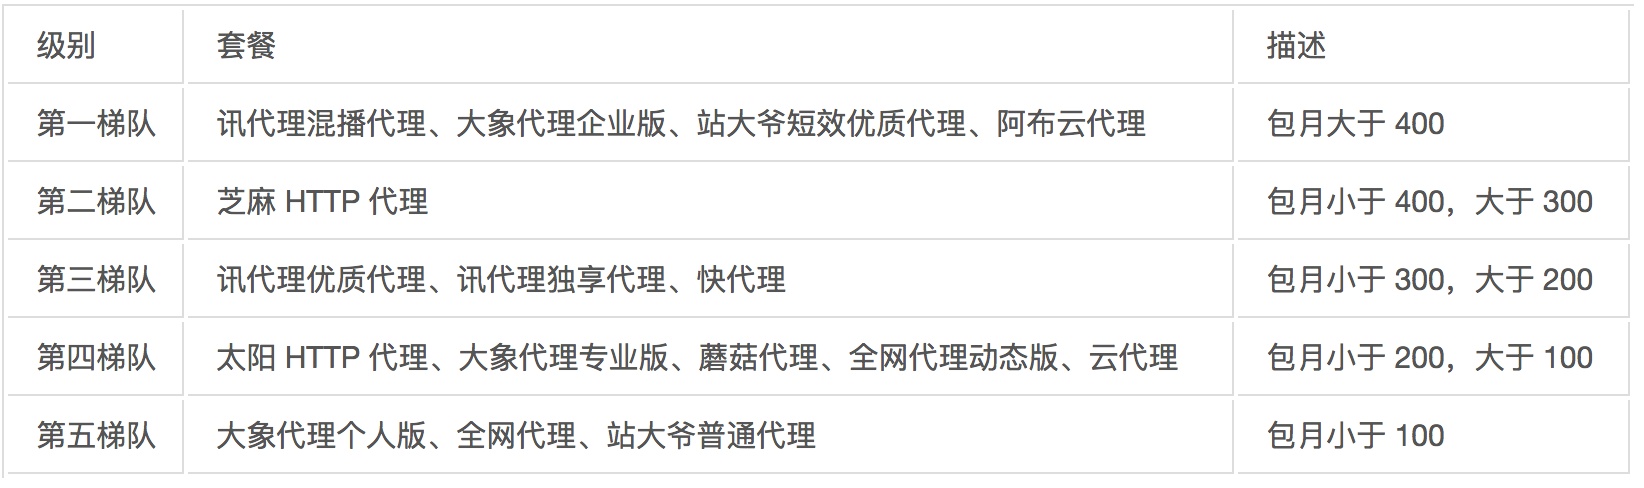 级别 套餐 描述
第一梯队 讯代理混播代理、大象代理企业版、站大爷短效优质代理、阿布云代理 包月大于 400
第二梯队 芝麻 HTTP 代理 包月小于 400，大于 300
第三梯队 讯代理优质代理、讯代理独享代理、快代理 包月小于 300，大于 200
第四梯队 太阳 HTTP 代理、大象代理专业版、蘑菇代理、全网代理动态版、云代理 包月小于 200，大于 100
第五梯队 大象代理个人版、全网代理、站大爷普通代理 包月小于 100